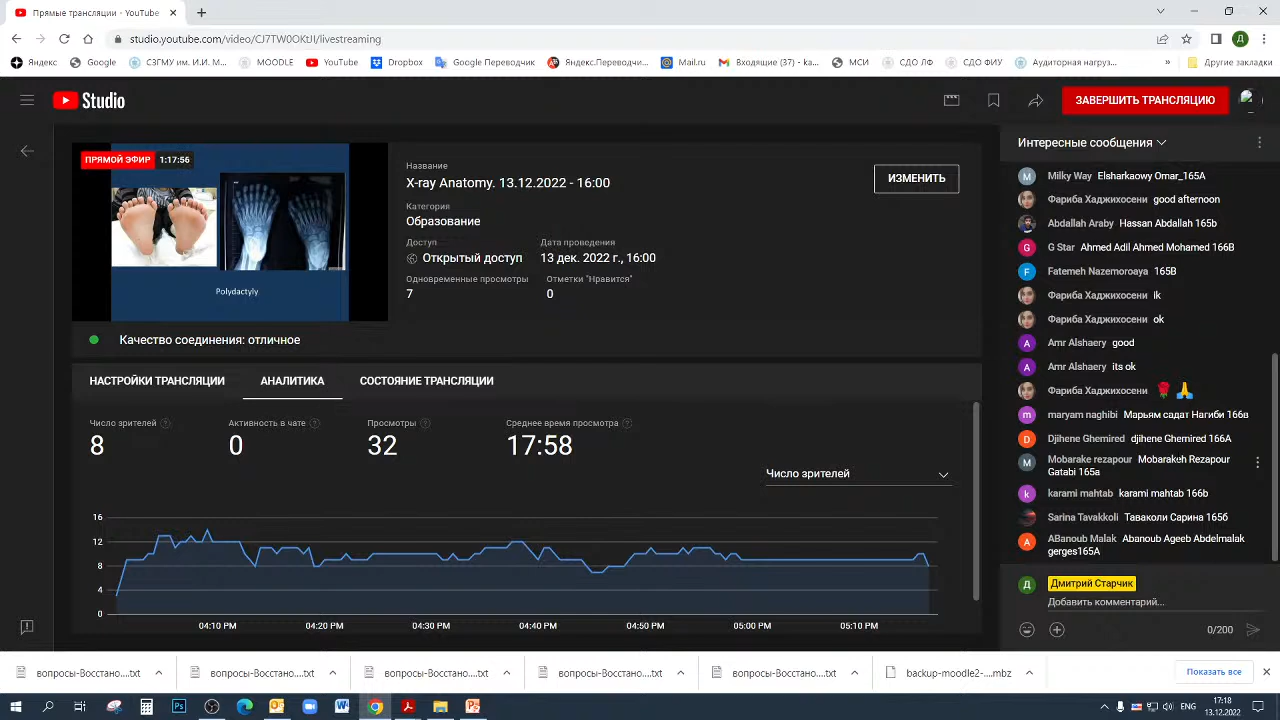 Прямые трансляции - YouTube
studio.youtube.com/video/CJ7TW0OKtJI/livestreaming
Яндекс
Google
СЗГМУ им. И.И. М...
MOODLE
YouTube
Dropbox
Google Переводчик
Яндекс.Переводчи...
Mail.ru
Входящие (37) - ka...
МСИ
СДО ЛФ
СДО ФИУ
Аудиторная нагруз...
»
Другие закладки
Д
Studio
ЗАВЕРШИТЬ ТРАНСЛЯЦИЮ
ПРЯМОЙ ЭФИР 1:17:56
Polydactyly
Название
X-ray Anatomy. 13.12.2022 - 16:00
ИЗМЕНИТЬ
Категория
Образование
Доступ
Открытый доступ
Дата проведения
13 дек. 2022 г., 16:00
Одновременные просмотры
7
Отметки "Нравится"
0
Качество соединения: отличное
НАСТРОЙКИ ТРАНСЛЯЦИИ
АНАЛИТИКА
СОСТОЯНИЕ ТРАНСЛЯЦИИ
Число зрителей
8
Активность в чате
0
Просмотры
32
Среднее время просмотра
17:58
Число зрителей
16
12
8
4
0
04:10 PM
04:20 PM
04:30 PM
04:40 PM
04:50 PM
05:00 PM
05:10 PM
Интересные сообщения
M Milky Way Elsharkaowy Omar_165A
Фариба Хаджихосени good afternoon
Abdallah Araby Hassan Abdallah 165b
G G Star Ahmed Adil Ahmed Mohamed 166B
F Fatemeh Nazemoroaya 165B
Фариба Хаджихосени ik
Фариба Хаджихосени ok
A Amr Alshaery good
A Amr Alshaery its ok
Фариба Хаджихосени 🌹🙏
m maryam naghibi Марьям садат Нагиби 166в
D Djihene Ghemired djihene Ghemired 166A
M Mobarake rezapour Mobarakeh Rezapour
Gatabi 165a
k karami mahtab karami mahtab 166b
Sarina Tavakkoli Таваколи Сарина 165б
A ABanoub Malak Abanoub Ageeb Abdelmalak
gerges165A
Д Дмитрий Старчик
Добавить комментарий...
0/200
вопросы-Восстано....txt
вопросы-Восстано....txt
вопросы-Восстано....txt
вопросы-Восстано....txt
вопросы-Восстано....txt
backup-moodle2-....mbz
Показать все
17:18
13.12.2022